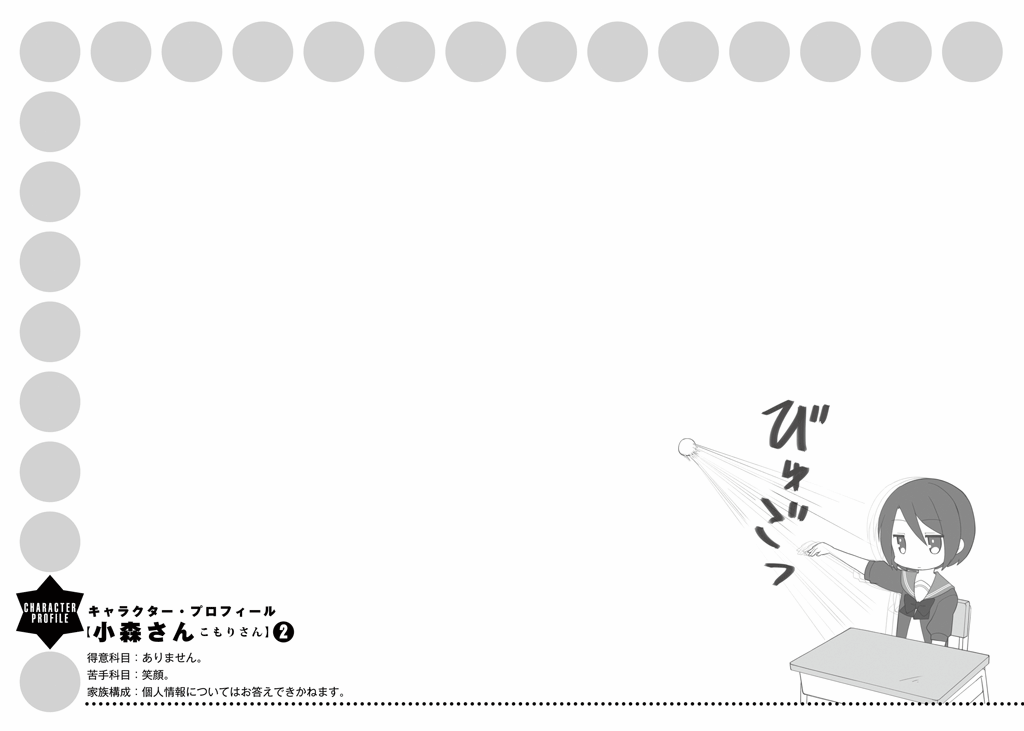 びゅごっ
CHARACTER
PROFILE
キャラクター・プロフィール
【小森さん こもりさん】❷
得意科目：ありません。
苦手科目：笑顔。
家族構成：個人情報についてはお答えできかねます。